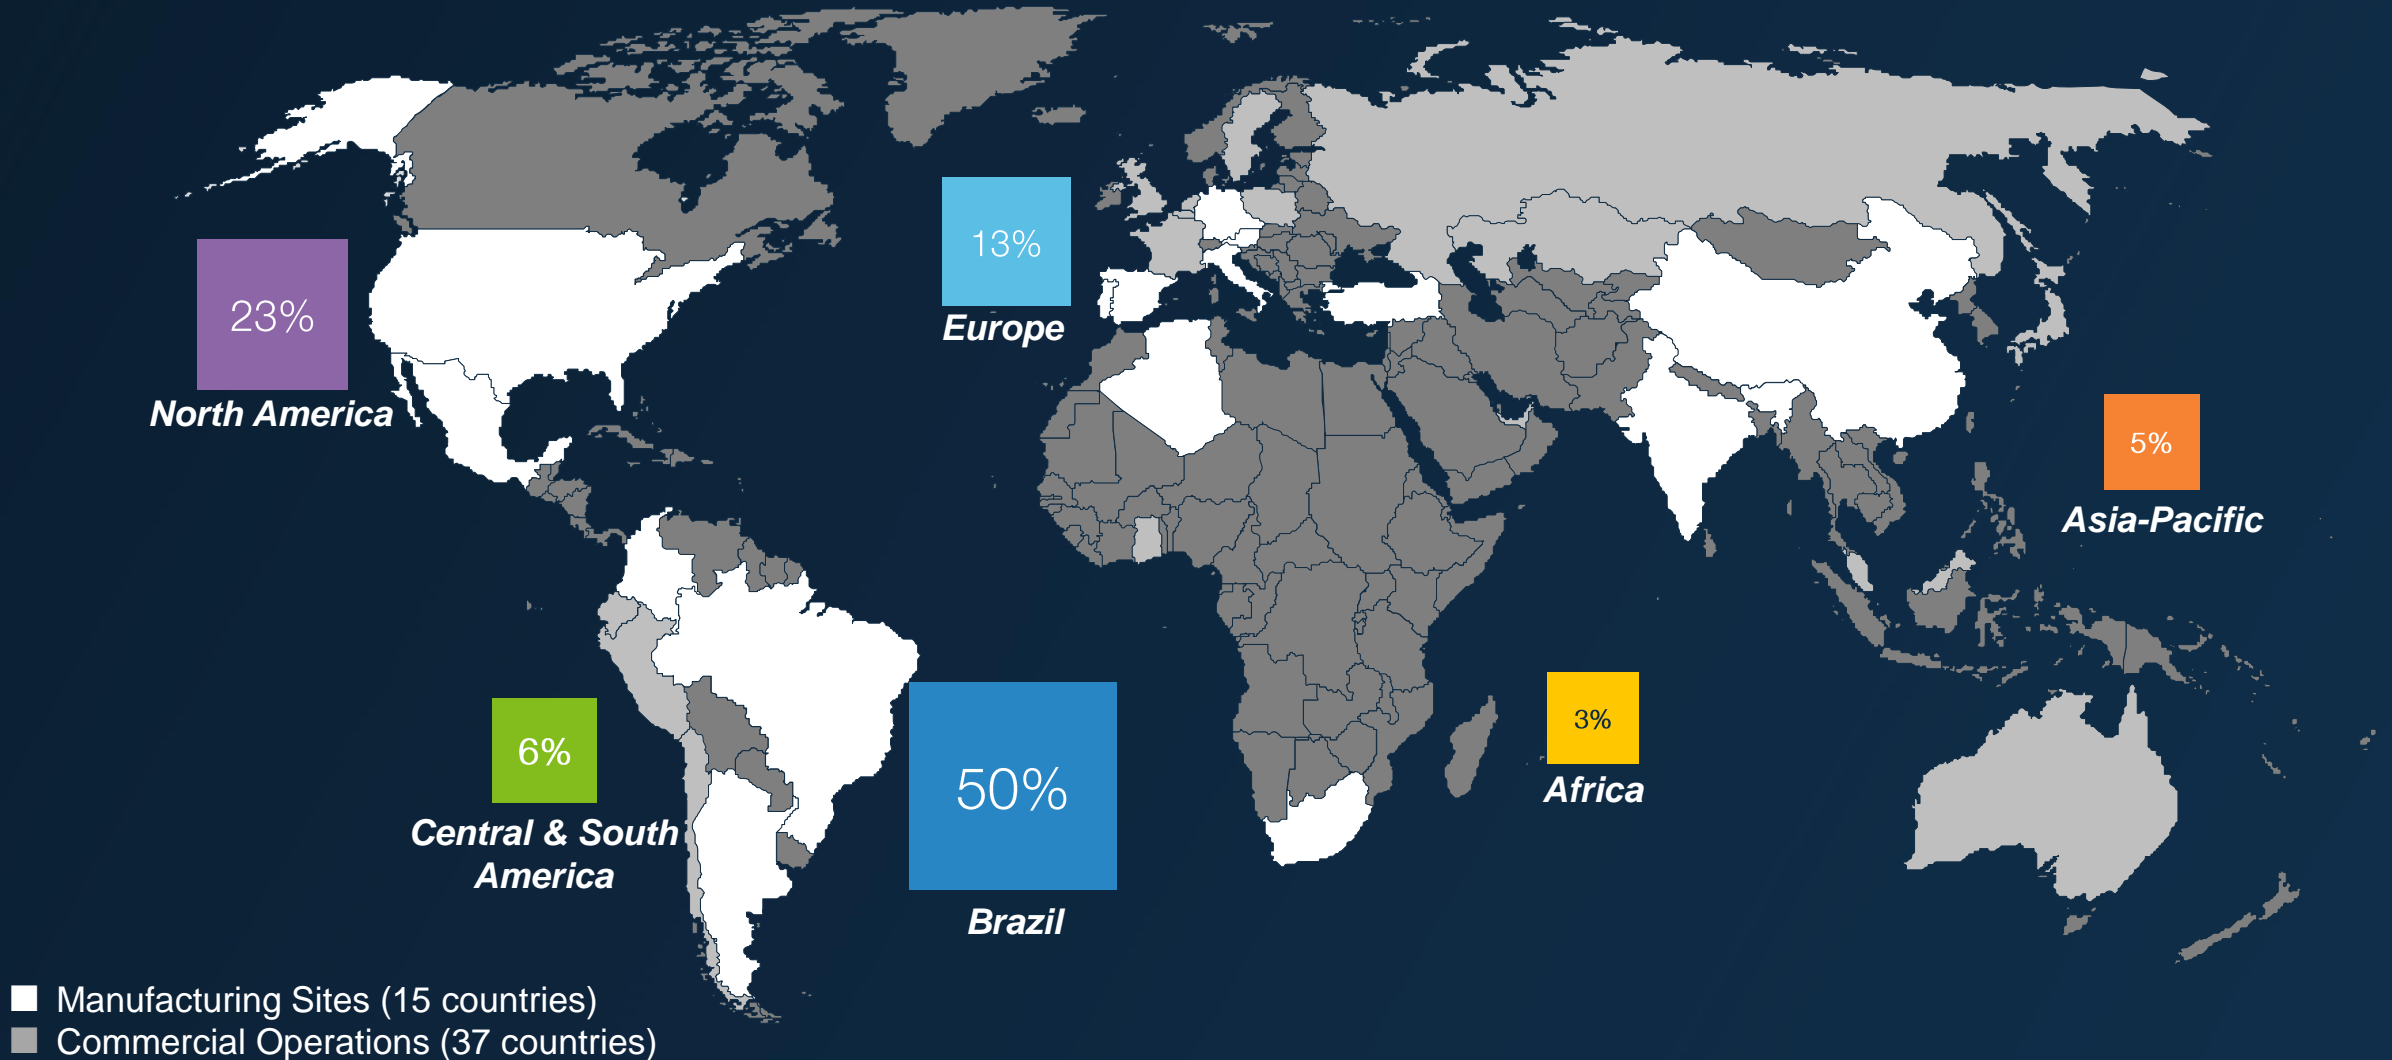 23%
North America
13%
Europe
5%
Asia-Pacific
6%
Central & South
America
50%
Brazil
3%
Africa
Manufacturing Sites (15 countries)
Commercial Operations (37 countries)